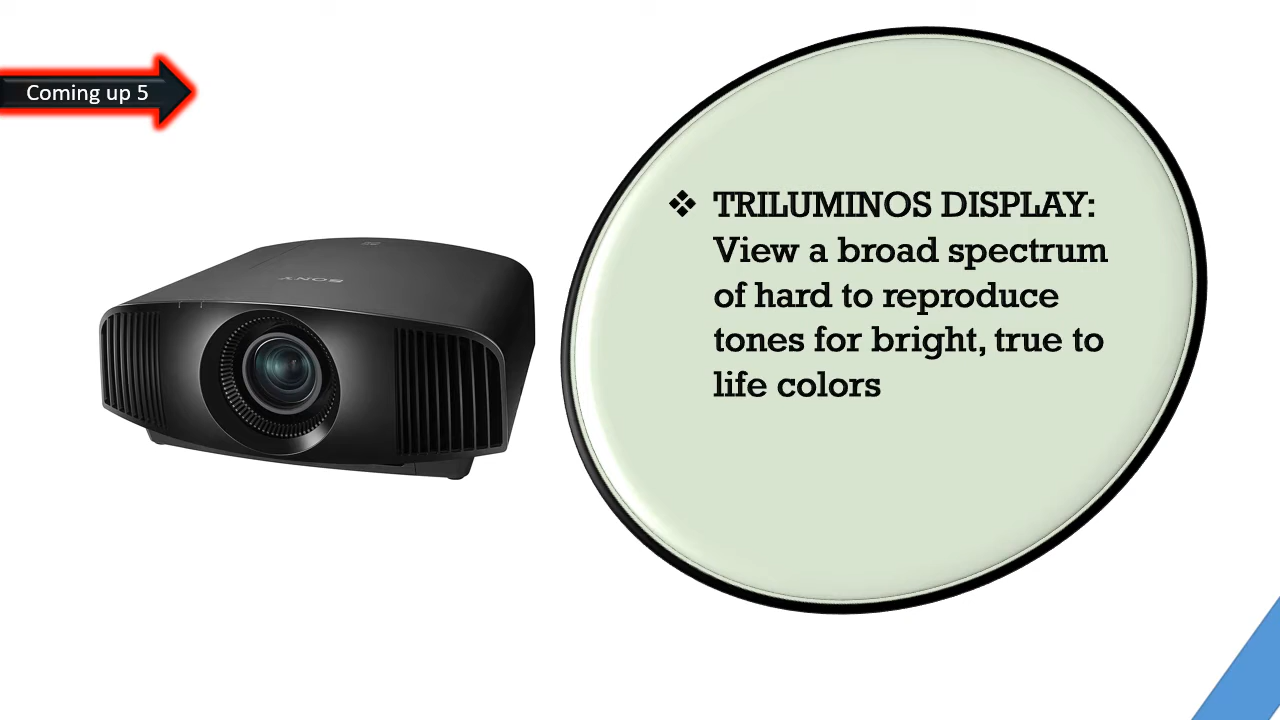 Coming up 5
SONY
❖ TRILUMINOS DISPLAY:
View a broad spectrum
of hard to reproduce
tones for bright, true to
life colors